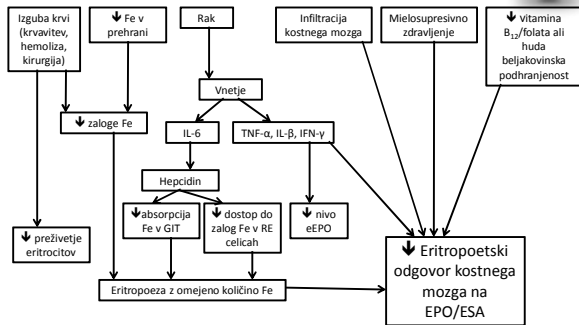 Izguba krvi
(krvavitev,
hemoliza,
kirurgija)
↓ Fe v
prehrani
Rak
Infiltracija
kostnega mozga
Mielosupresivno
zdravljenje
↓ vitamina
B12/folata ali
huda
beljakovinska
podhranjenost
Vnetje
↓ zaloge Fe
IL-6
TNF-α, IL-β, IFN-γ
Hepcidin
↓absorpcija
Fe v GIT
↓ dostop do
zalog Fe v RE
celicah
↓ nivo
eEPO
↓ preživetje
eritrocitov
↓ Eritropoetski
odgovor kostnega
mozga na
EPO/ESA
Eritropoeza z omejeno količino Fe